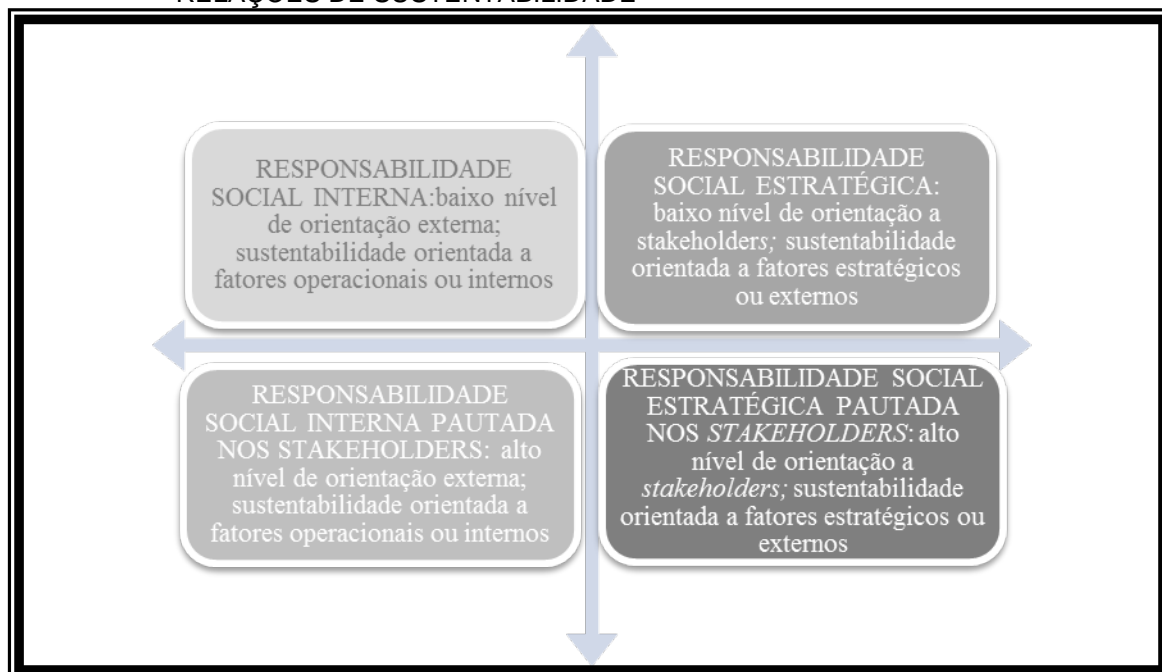 RELAÇÕES DE SUSTENTABILIDADE
RESPONSABILIDADE
SOCIAL INTERNA:baixo nível
de orientação externa;
sustentabilidade orientada a
fatores operacionais ou internos
RESPONSABILIDADE
SOCIAL ESTRATÉGICA:
baixo nível de orientação a
stakeholders; sustentabilidade
orientada a fatores estratégicos
ou externos
RESPONSABILIDADE
SOCIAL INTERNA PAUTADA
NOS STAKEHOLDERS: alto
nível de orientação externa;
sustentabilidade orientada a
fatores operacionais ou internos
RESPONSABILIDADE SOCIAL
ESTRATÉGICA PAUTADA
NOS STAKEHOLDERS: alto
nível de orientação a
stakeholders; sustentabilidade
orientada a fatores estratégicos ou
externos